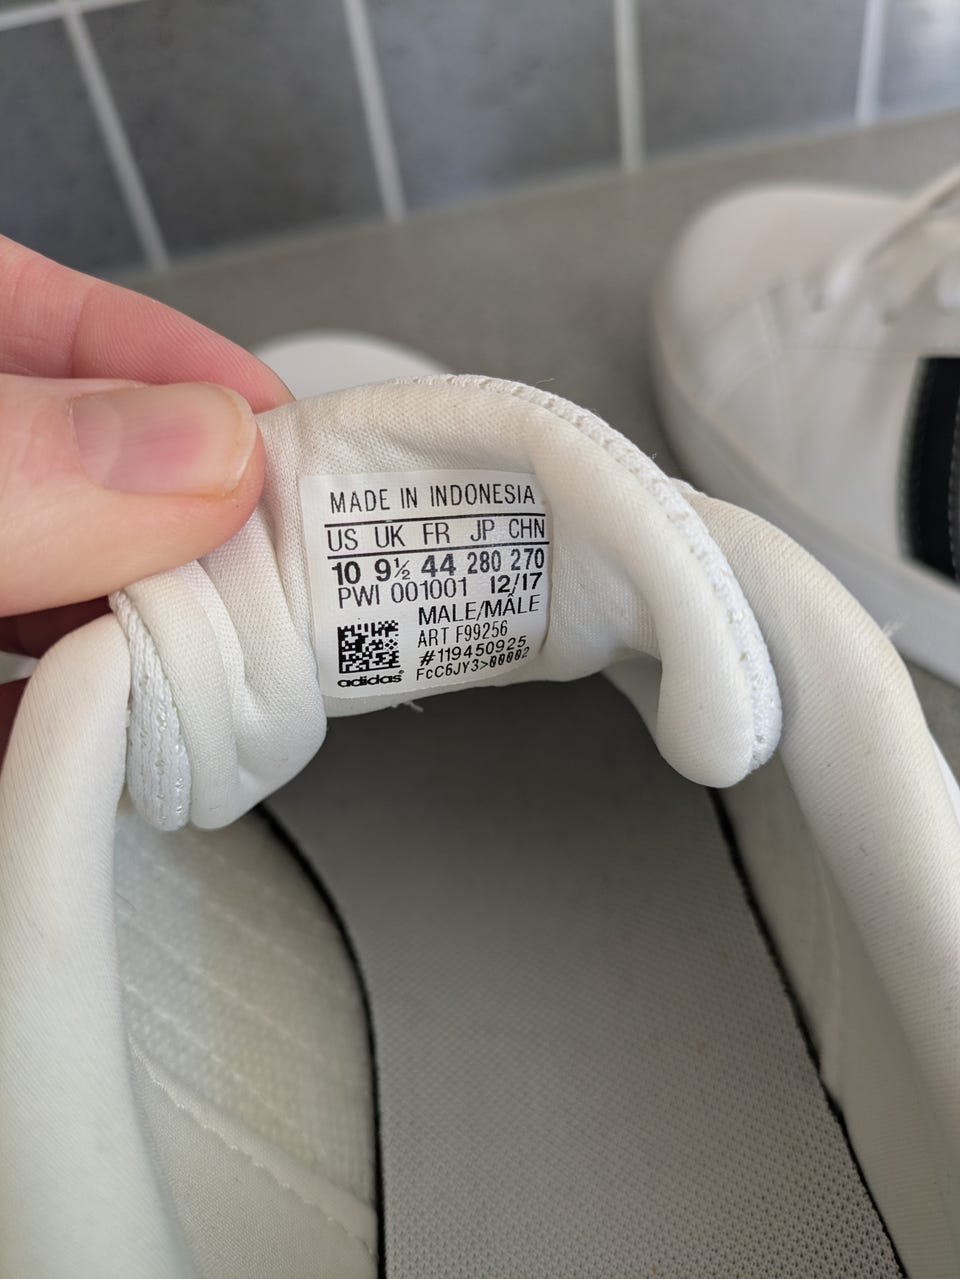 MADE IN INDONESIA
US UK FR JP CHN
10 9½ 44 280 270
PWI 001001 12/17
MALE/MÂLE
ART F99256
#119450925
FcC6JY3>00002
adidas®